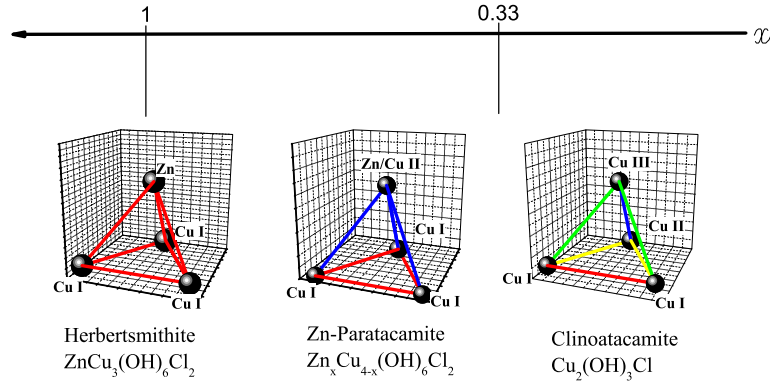 1 0.33
x
Zn Zn/Cu II Cu III
Cu I Cu I Cu II
Cu I Cu I Cu I
Cu I Cu I Cu I
Herbertsmithite Zn-Paratacamite Clinoatacamite
ZnCu₃(OH)₆Cl₂ ZnₓCu₄₋ₓ(OH)₆Cl₂ Cu₂(OH)₃Cl